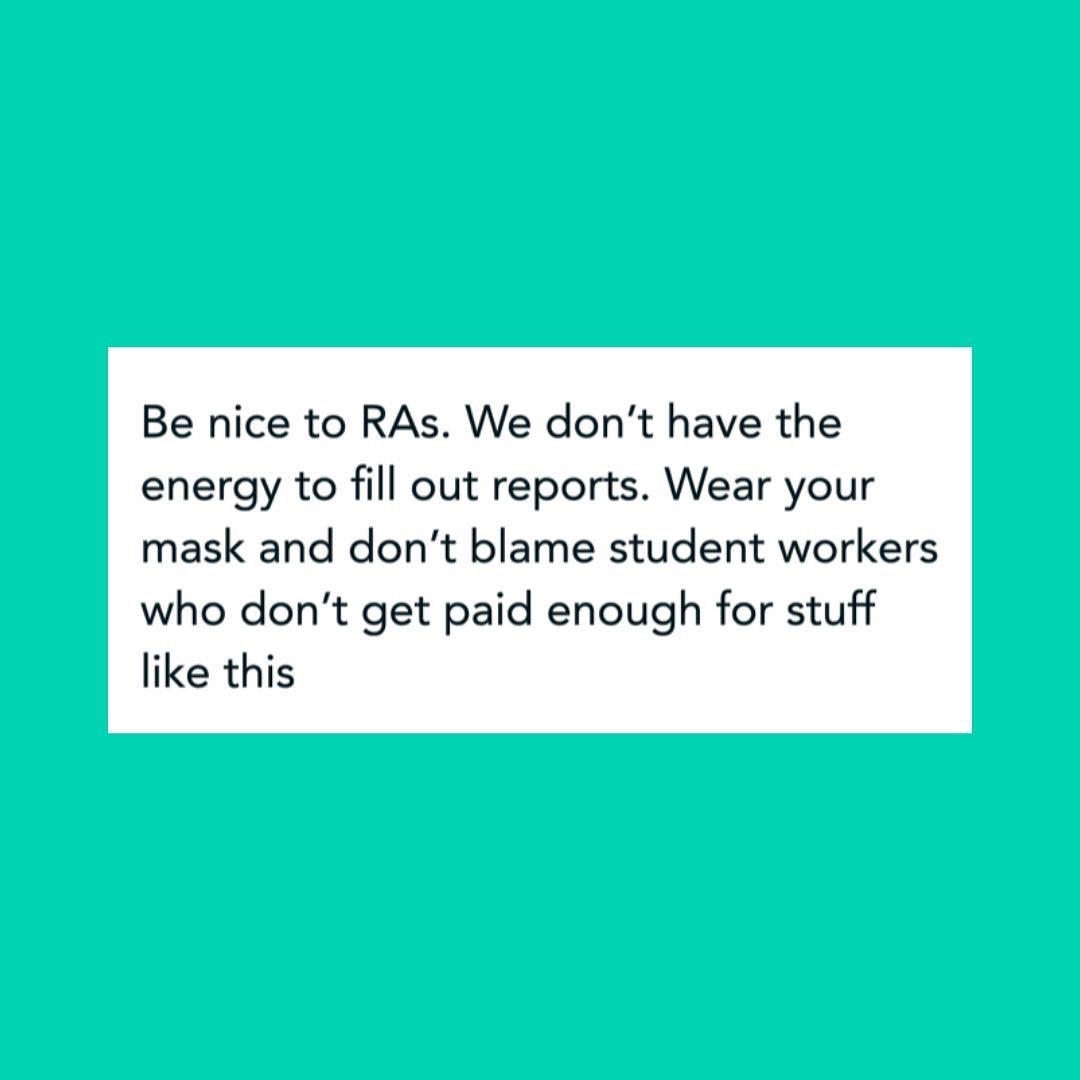 Be nice to RAs. We don’t have the
energy to fill out reports. Wear your
mask and don’t blame student workers
who don’t get paid enough for stuff
like this